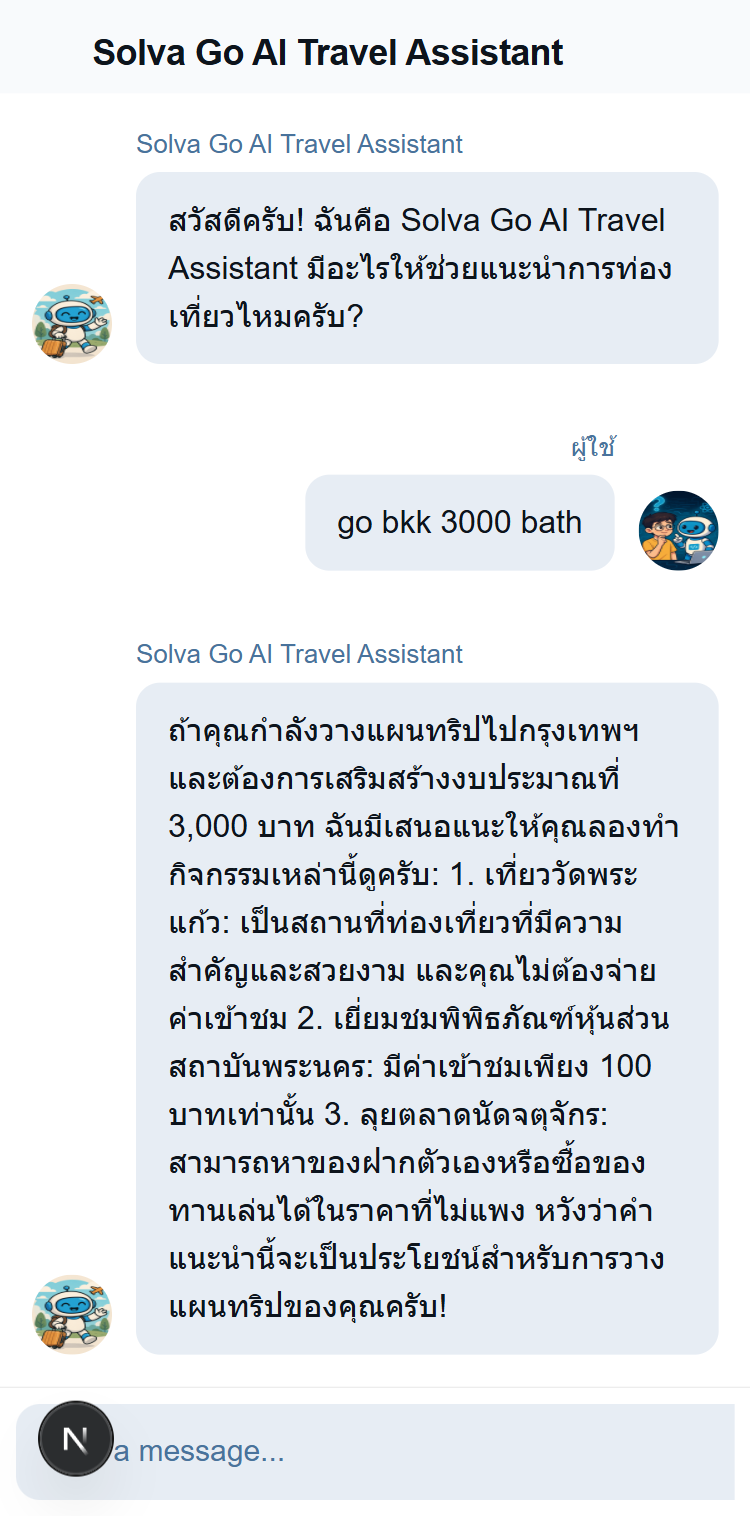 Solva Go AI Travel Assistant
Solva Go AI Travel Assistant
สวัสดีครับ! ฉันคือ Solva Go AI Travel
Assistant มีอะไรให้ช่วยแนะนำการท่อง
เที่ยวไหมครับ?
ผู้ใช้
go bkk 3000 bath
Solva Go AI Travel Assistant
ถ้าคุณกำลังวางแผนทริปไปกรุงเทพฯ
และต้องการเสริมสร้างงบประมาณที่
3,000 บาท ฉันมีเสนอแนะให้คุณลองทำ
กิจกรรมเหล่านี้ดูครับ: 1. เที่ยววัดพระ
แก้ว: เป็นสถานที่ท่องเที่ยวที่มีความ
สำคัญและสวยงาม และคุณไม่ต้องจ่าย
ค่าเข้าชม 2. เยี่ยมชมพิพิธภัณฑ์หุ้นส่วน
สถาบันพระนคร: มีค่าเข้าชมเพียง 100
บาทเท่านั้น 3. ลุยตลาดนัดจตุจักร:
สามารถหาของฝากตัวเองหรือซื้อของ
ทานเล่นได้ในราคาที่ไม่แพง หวังว่าคำ
แนะนำนี้จะเป็นประโยชน์สำหรับการวาง
แผนทริปของคุณครับ!
N
a message...